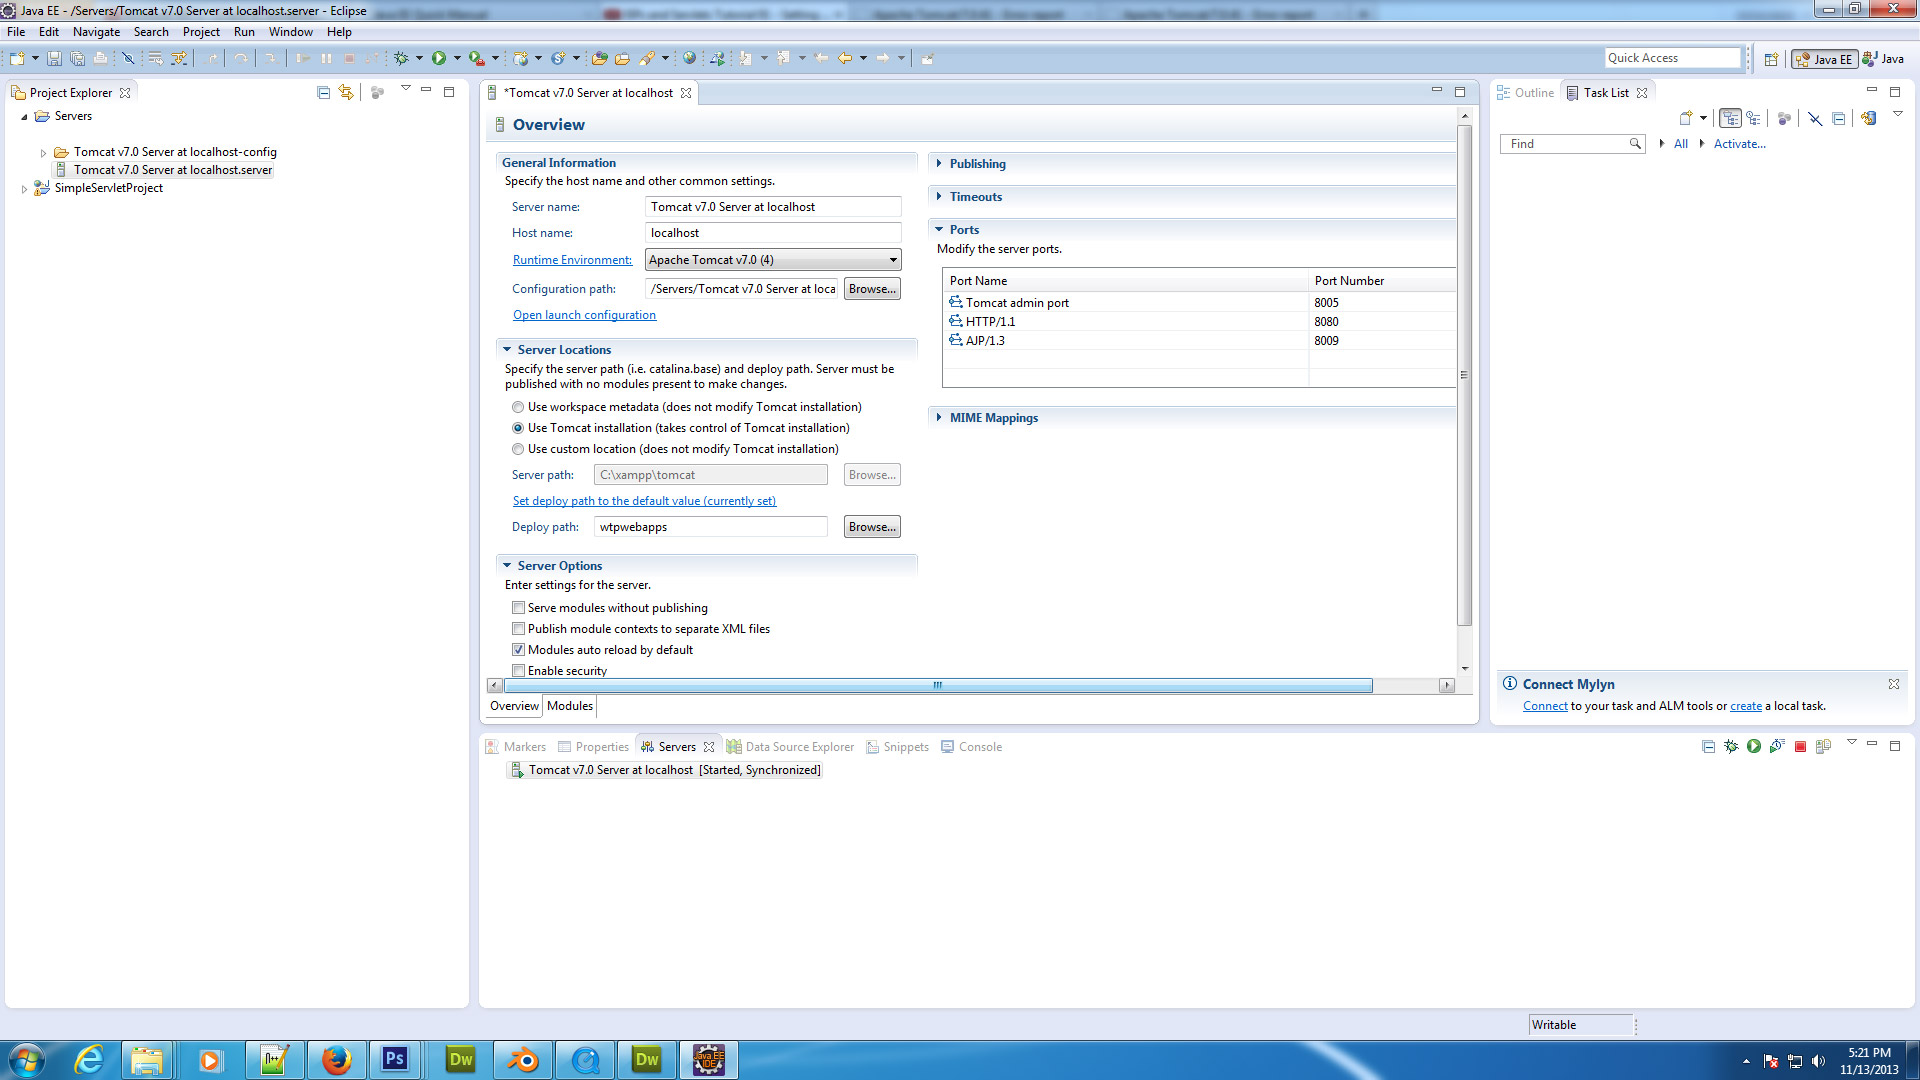 Java EE - /Servers/Tomcat v7.0 Server at localhost.server - Eclipse
File Edit Navigate Search Project Run Window Help
Quick Access
Java EE
Java
Project Explorer
Servers
Tomcat v7.0 Server at localhost-config
Tomcat v7.0 Server at localhost.server
SimpleServletProject
*Tomcat v7.0 Server at localhost
Overview
General Information
Specify the host name and other common settings.
Server name: Tomcat v7.0 Server at localhost
Host name: localhost
Runtime Environment: Apache Tomcat v7.0 (4)
Configuration path: /Servers/Tomcat v7.0 Server at loca Browse...
Open launch configuration
Server Locations
Specify the server path (i.e. catalina.base) and deploy path. Server must be
published with no modules present to make changes.
Use workspace metadata (does not modify Tomcat installation)
Use Tomcat installation (takes control of Tomcat installation)
Use custom location (does not modify Tomcat installation)
Server path: C:\xampp\tomcat Browse...
Set deploy path to the default value (currently set)
Deploy path: wtpwebapps Browse...
Server Options
Enter settings for the server.
Serve modules without publishing
Publish module contexts to separate XML files
Modules auto reload by default
Enable security
Publishing
Timeouts
Ports
Modify the server ports.
Port Name Port Number
Tomcat admin port 8005
HTTP/1.1 8080
AJP/1.3 8009
MIME Mappings
Overview Modules
Outline Task List
Find All Activate...
Connect Mylyn
Connect to your task and ALM tools or create a local task.
Markers Properties Servers Data Source Explorer Snippets Console
Tomcat v7.0 Server at localhost [Started, Synchronized]
Writable
Ps
Dw
Dw
Java EE
IDE
5:21 PM
11/13/2013